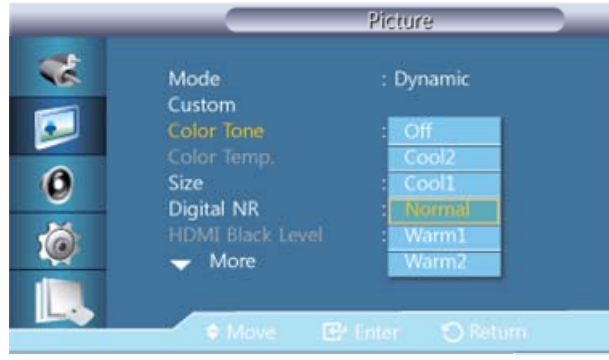 Picture
Mode : Dynamic
Custom
Color Tone : Off
Color Temp. Cool2
Size : Cool1
Digital NR : Normal
HDMI Black Level : Warm1
More Warm2
Move Enter Return